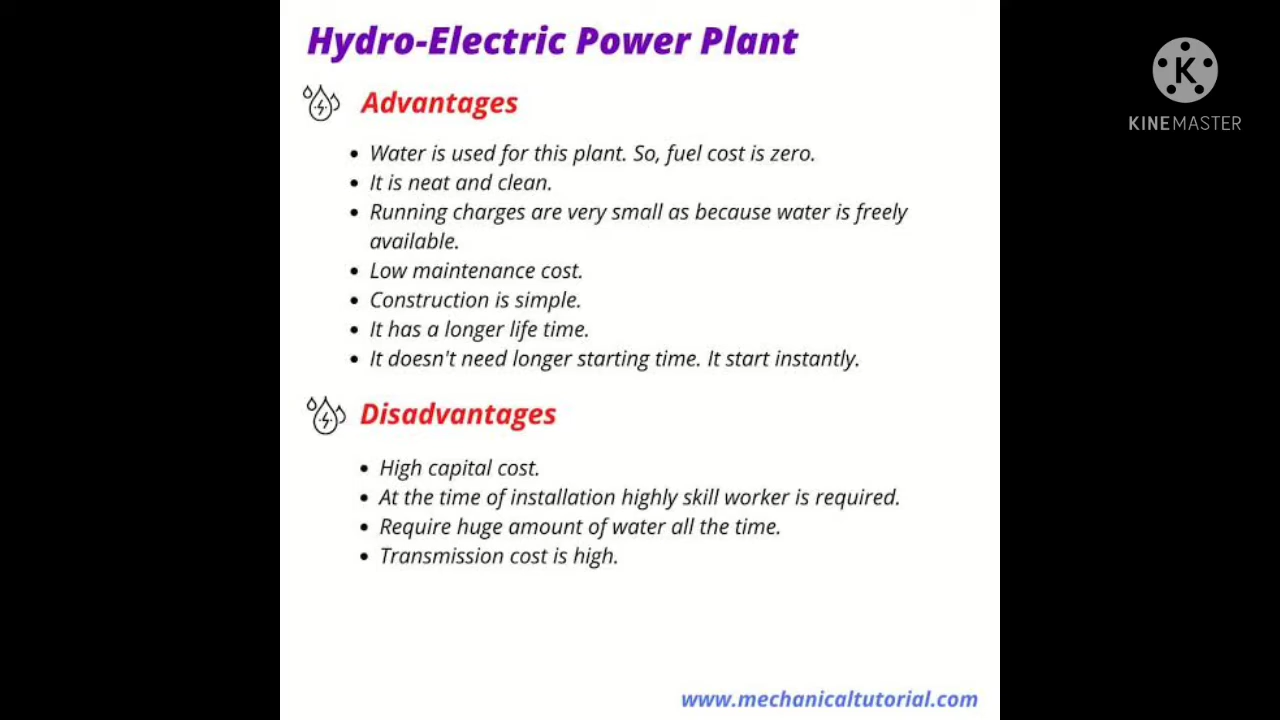 Hydro-Electric Power Plant
Advantages
• Water is used for this plant. So, fuel cost is zero.
• It is neat and clean.
• Running charges are very small as because water is freely
available.
• Low maintenance cost.
• Construction is simple.
• It has a longer life time.
• It doesn't need longer starting time. It start instantly.
Disadvantages
• High capital cost.
• At the time of installation highly skill worker is required.
• Require huge amount of water all the time.
• Transmission cost is high.
www.mechanicaltutorial.com
K
KINEMASTER